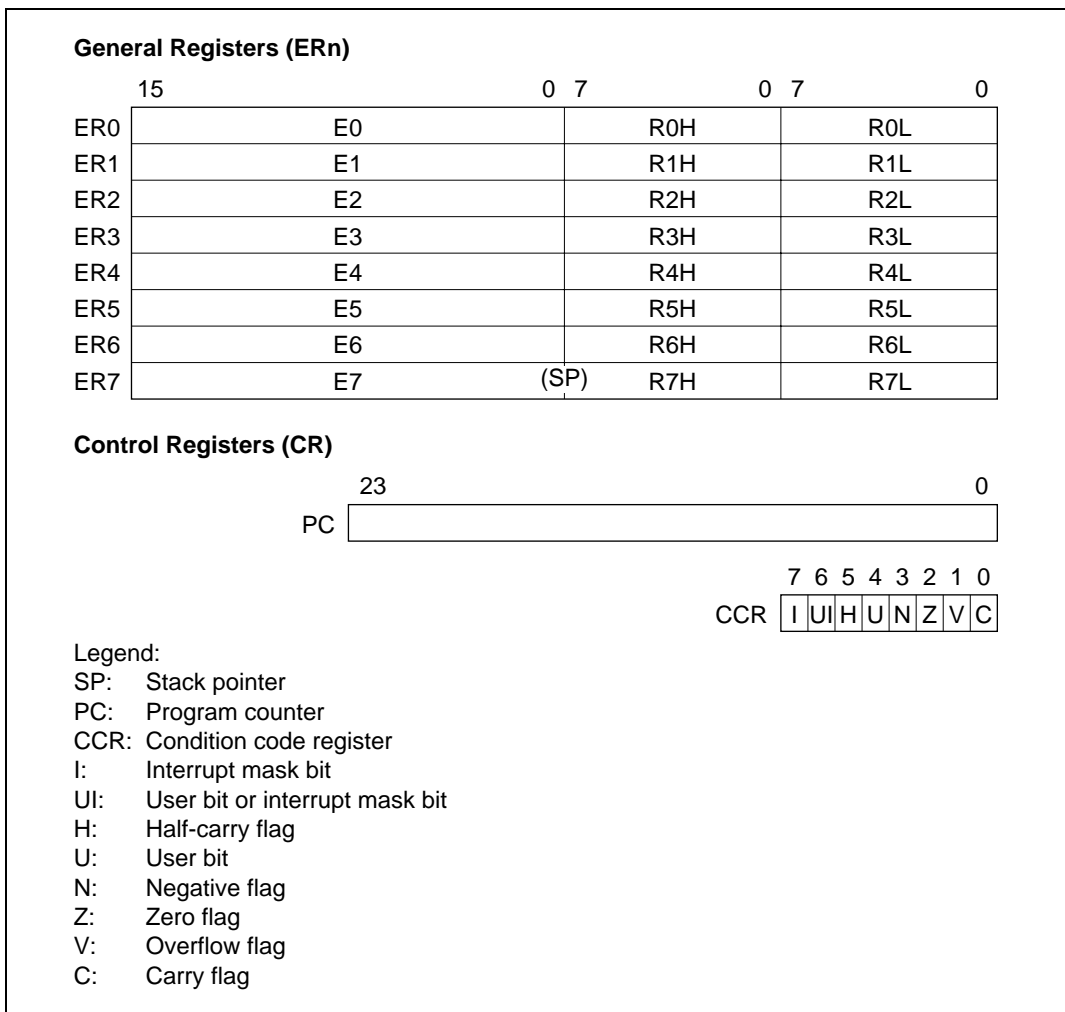 General Registers (ERn)
15 0 7 0 7 0
ER0 E0 R0H R0L
ER1 E1 R1H R1L
ER2 E2 R2H R2L
ER3 E3 R3H R3L
ER4 E4 R4H R4L
ER5 E5 R5H R5L
ER6 E6 R6H R6L
ER7 E7 (SP) R7H R7L
Control Registers (CR)
23 0
PC
7 6 5 4 3 2 1 0
CCR I UI H U N Z V C
Legend:
SP: Stack pointer
PC: Program counter
CCR: Condition code register
I: Interrupt mask bit
UI: User bit or interrupt mask bit
H: Half-carry flag
U: User bit
N: Negative flag
Z: Zero flag
V: Overflow flag
C: Carry flag